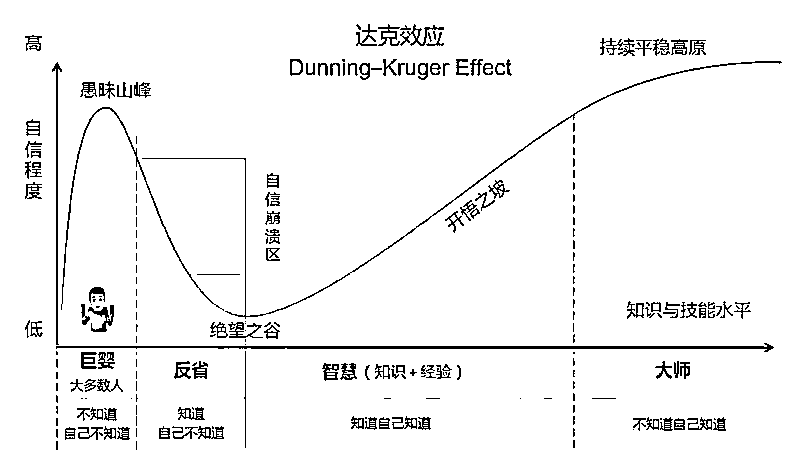 达克效应
Dunning–Kruger Effect
高
自信程度
低
愚昧山峰
自信崩溃区
绝望之谷
开悟之坡
持续平稳高原
知识与技能水平
巨婴
大多数人
反省
智慧（知识+经验）
大师
不知道
自己不知道
知道
自己不知道
知道自己知道
不知道自己知道